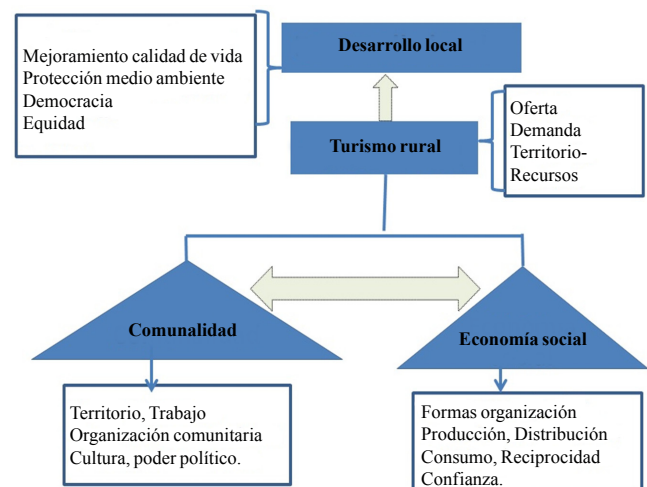 Desarrollo local
Mejoramiento calidad de vida
Protección medio ambiente
Democracia
Equidad
Turismo rural
Oferta
Demanda
Territorio-
Recursos
Comunalidad
Economía social
Territorio, Trabajo
Organización comunitaria
Cultura, poder político.
Formas organización
Producción, Distribución
Consumo, Reciprocidad
Confianza.